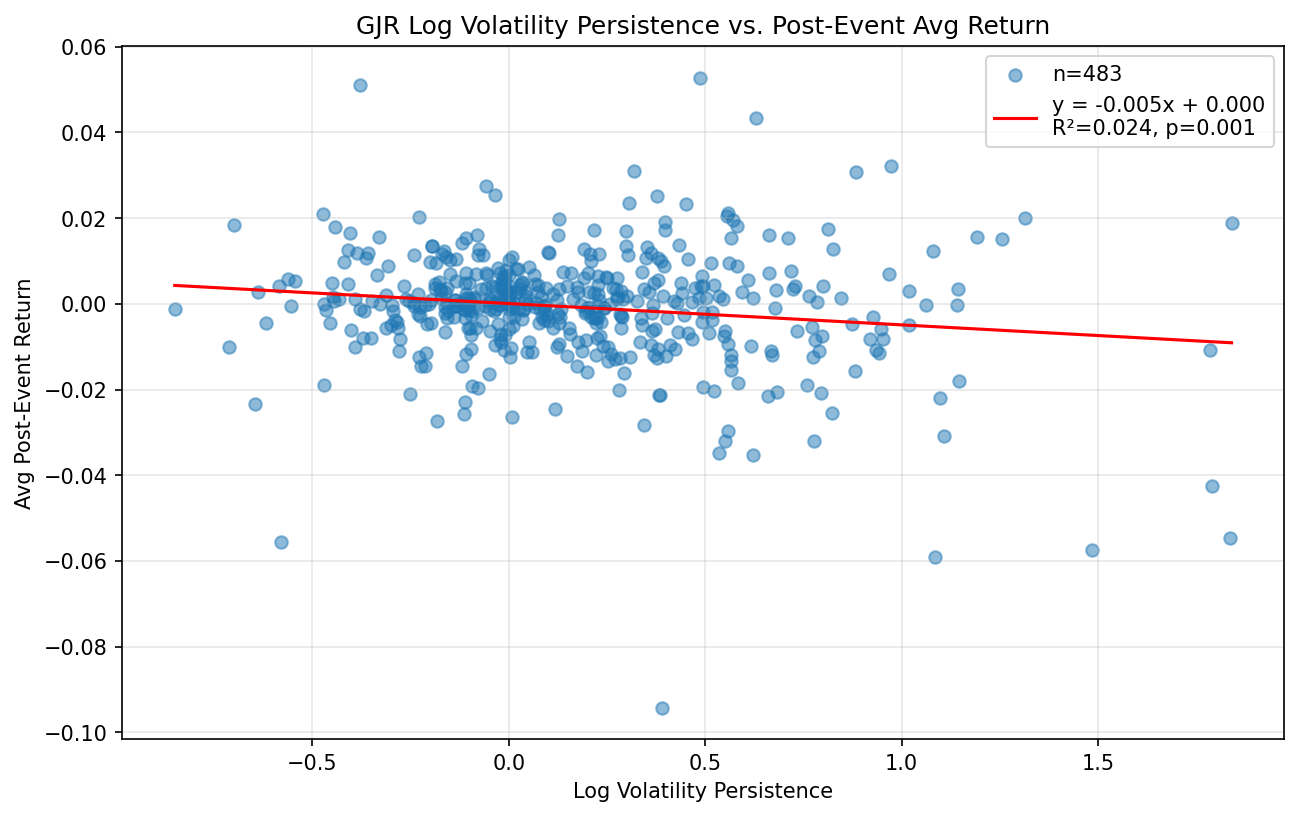 GJR Log Volatility Persistence vs. Post-Event Avg Return
n=483
y = -0.005x + 0.000
R²=0.024, p=0.001
Avg Post-Event Return
0.06
0.04
0.02
0.00
−0.02
−0.04
−0.06
−0.08
−0.10
−0.5
0.0
0.5
1.0
1.5
Log Volatility Persistence